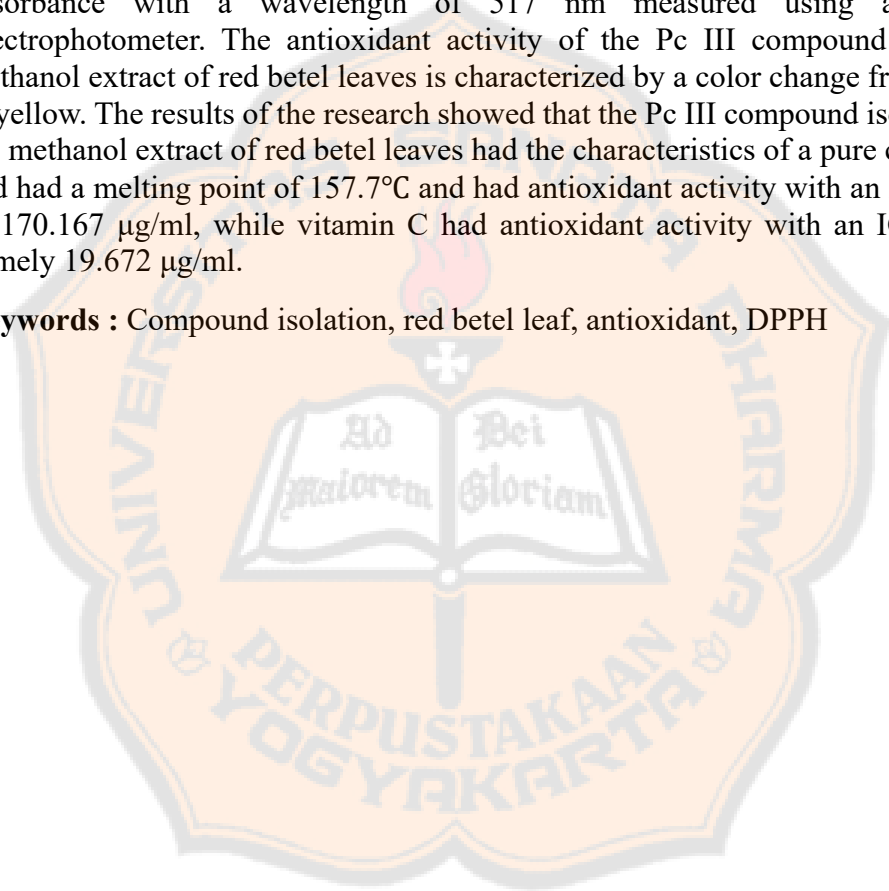 sorbance with a wavelength of 517 nm measured using a
ectrophotometer. The antioxidant activity of the Pc III compound
thanol extract of red betel leaves is characterized by a color change fr
yellow. The results of the research showed that the Pc III compound iso
methanol extract of red betel leaves had the characteristics of a pure
d had a melting point of 157.7°C and had antioxidant activity with an
170.167 μg/ml, while vitamin C had antioxidant activity with an IC
mely 19.672 μg/ml.
ywords : Compound isolation, red betel leaf, antioxidant, DPPH
UNIVERSITAS SANATA DHARMA
Ad Dei
Maiorem Gloriam
PERPUSTAKAAN
YOGYAKARTA